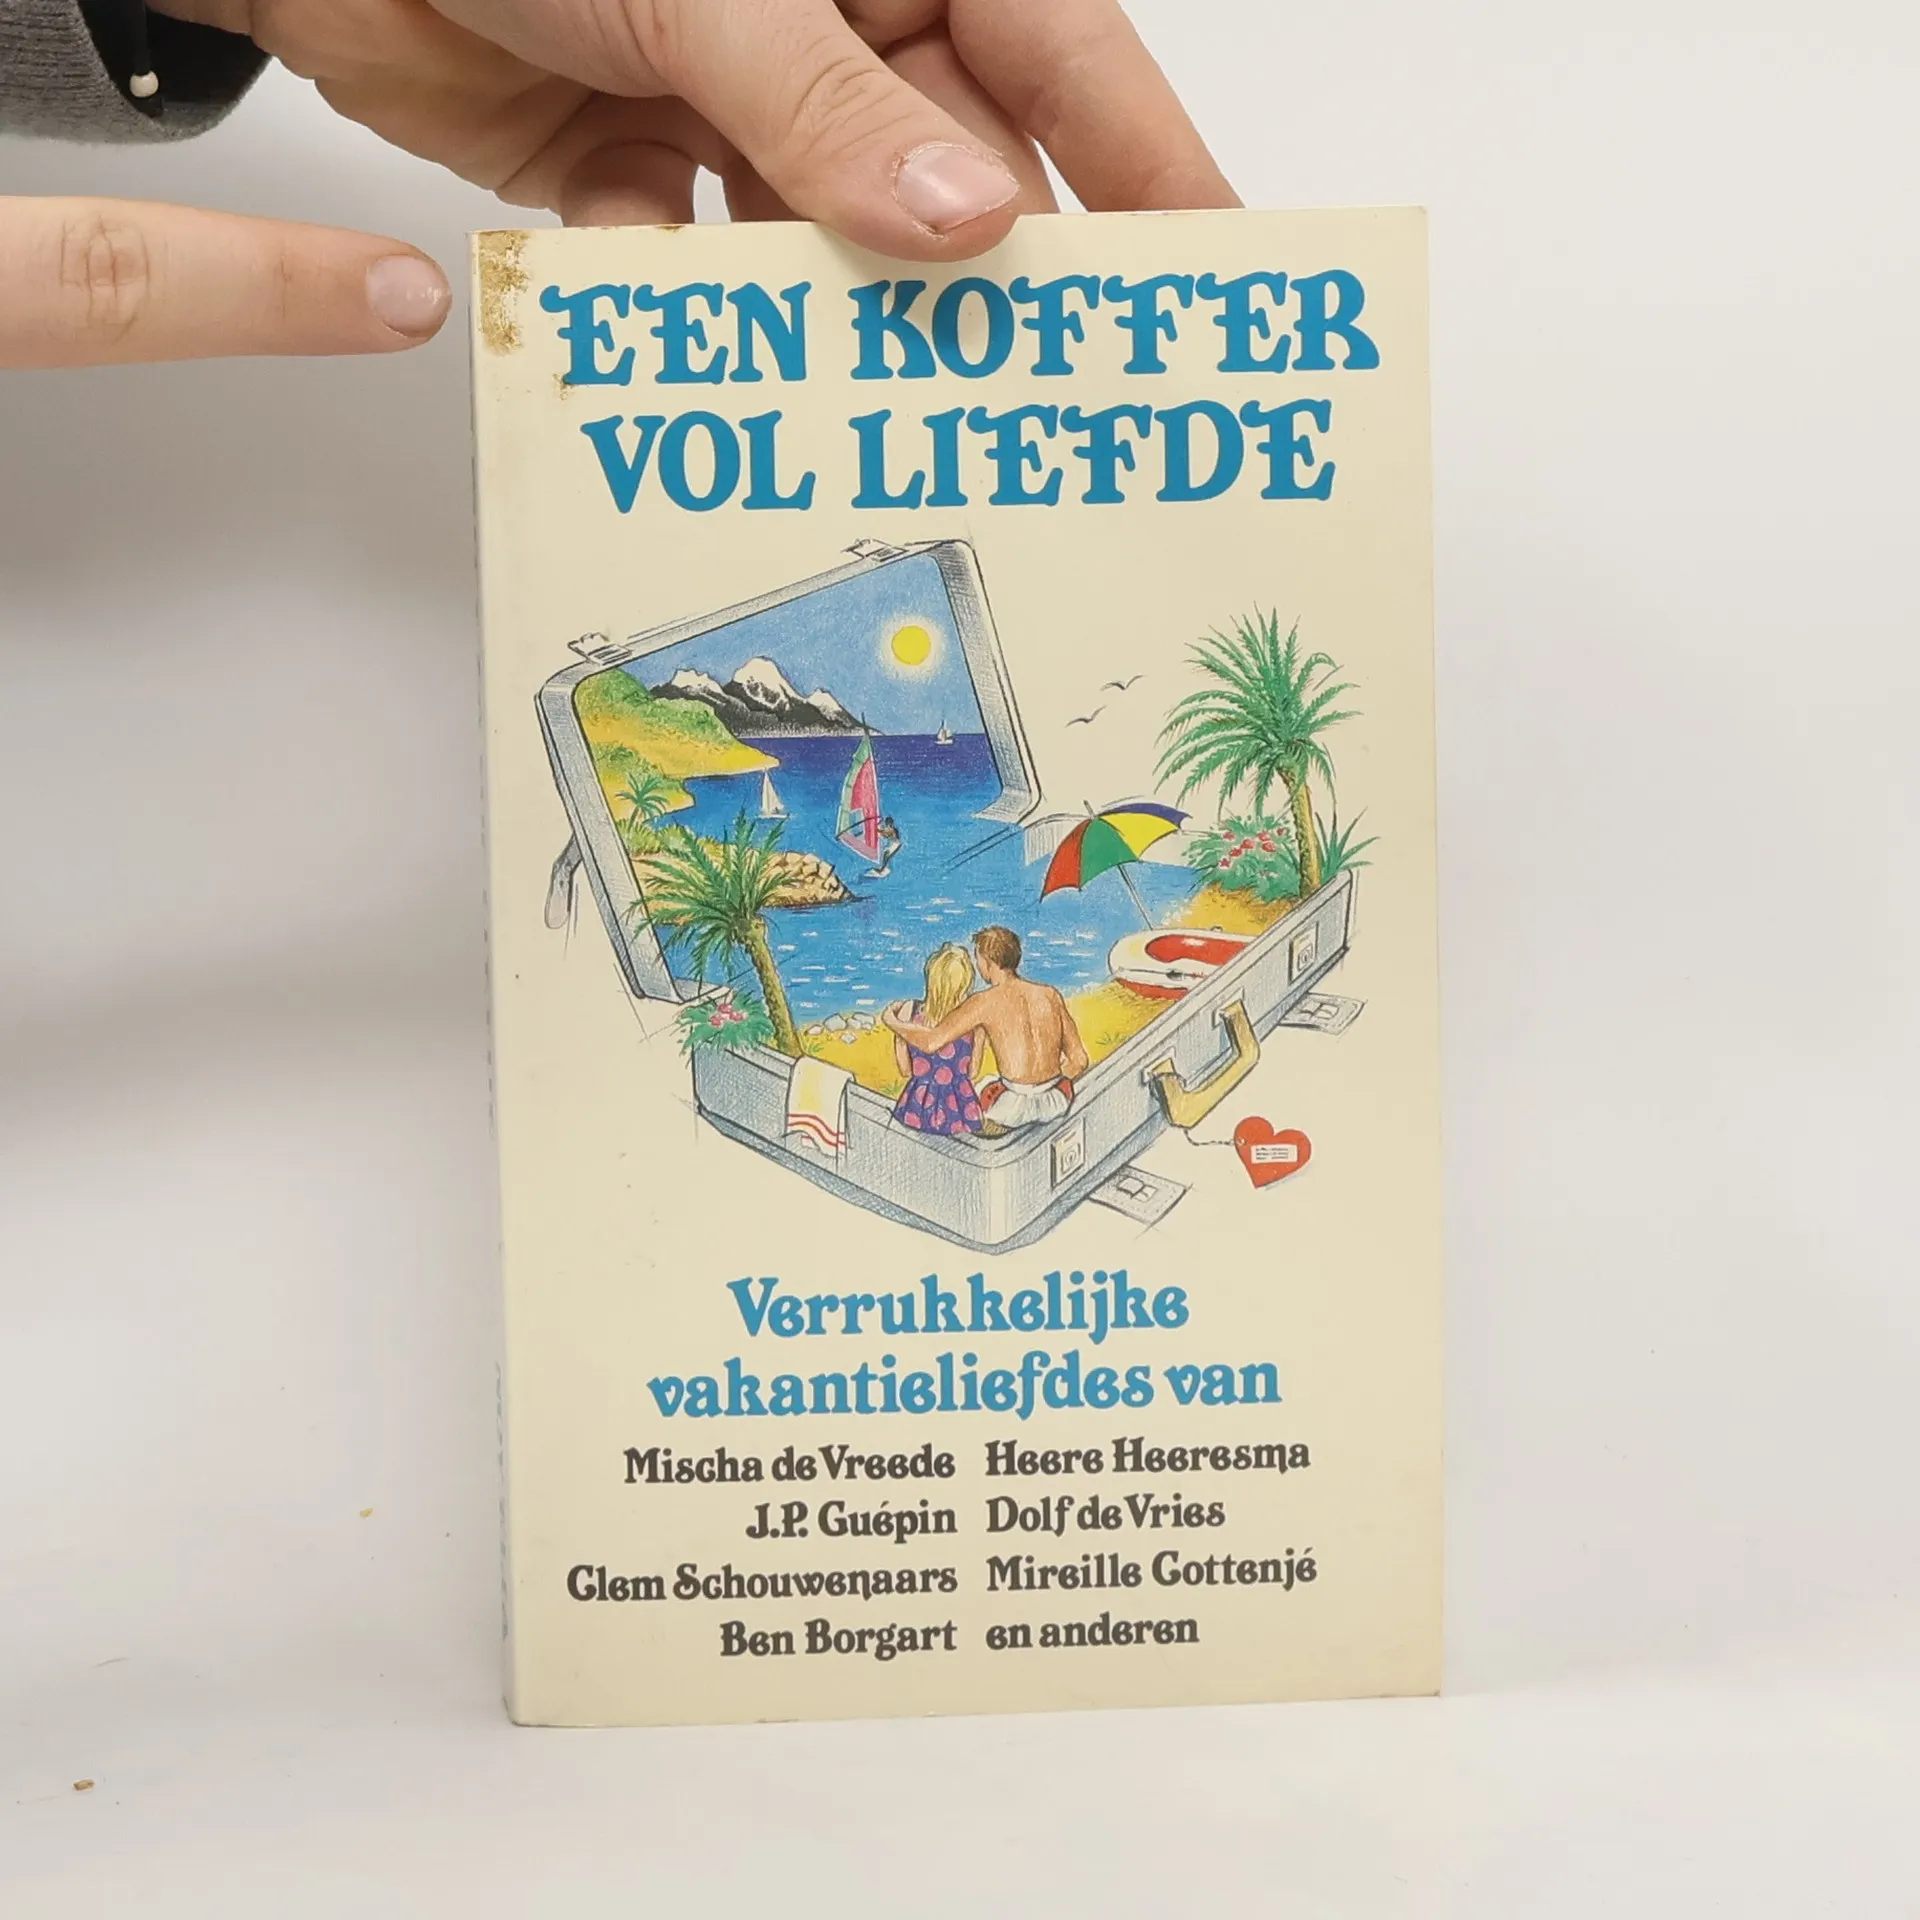 EEN KOFFER
VOL LIEFDE
Verrukkelijke
vakantieliefdes van
Mischa de Vreede Heere Heeresma
J.P. Guépin Dolf de Vries
Clem Schouwenaars Mireille Cottenjé
Ben Borgart en anderen